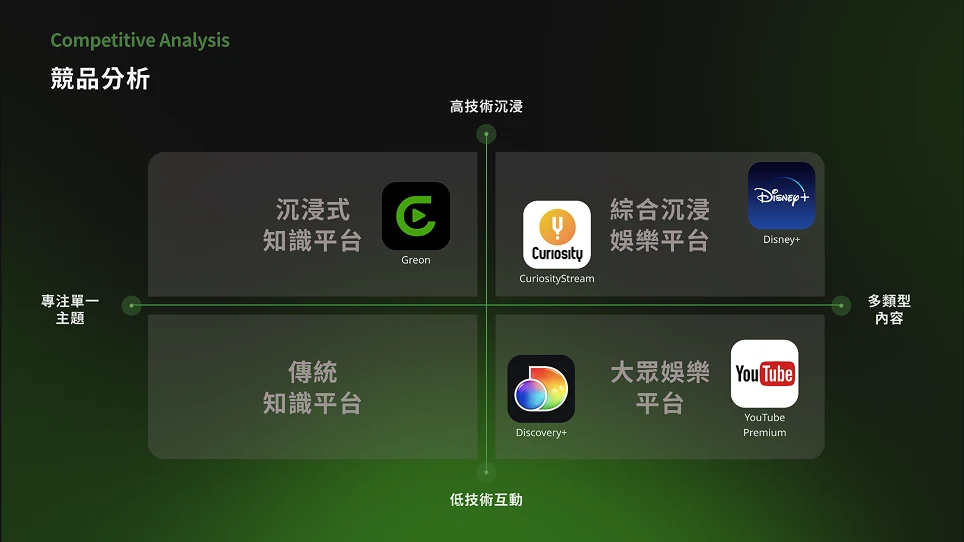 Competitive Analysis
競品分析
高技術沉浸
沉浸式
知識平台
Greon
Curiosity
CuriosityStream
綜合沉浸
娛樂平台
Disney+
Disney+
專注單一
主題
多類型
內容
傳統
知識平台
Discovery+
大眾娛樂
平台
YouTube
YouTube
Premium
低技術互動